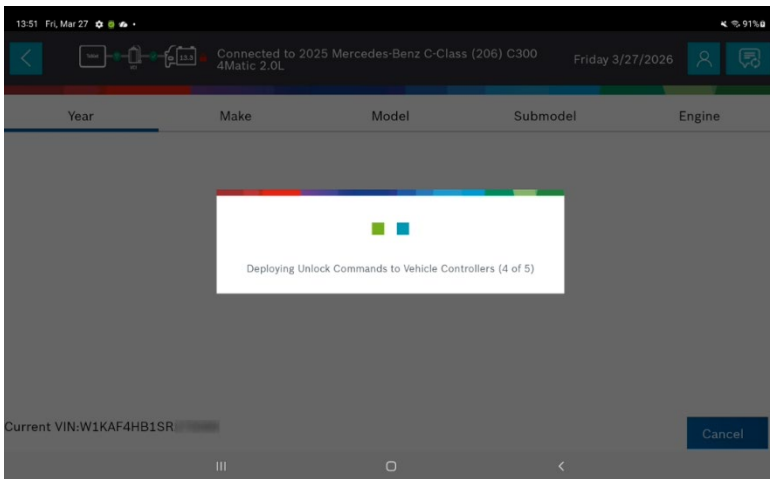 13:51 Fri, Mar 27
91%
13.3
Connected to 2025 Mercedes-Benz C-Class (206) C300
4Matic 2.0L
Friday 3/27/2026
Year Make Model Submodel Engine
Deploying Unlock Commands to Vehicle Controllers (4 of 5)
Current VIN:W1KAF4HB1SR
Cancel